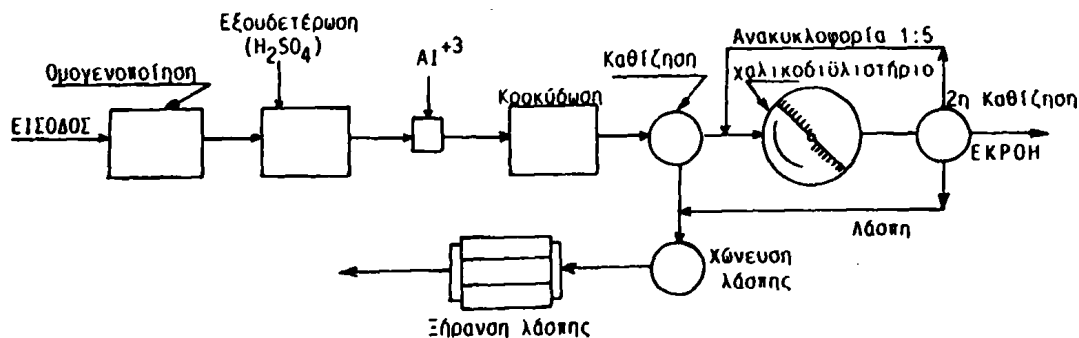 Εξουδετέρωση
(H₂SO₄)
Ομογενοποίηση
ΕΙΣΟΔΟΣ
Al⁺³
Κροκύδωση
Καθίζηση
Ανακυκλοφορία 1:5
χαλικοδιϋλιστήριο
2η Καθίζηση
ΕΚΡΟΗ
Λάσπη
Χώνευση
λάσπης
Ξήρανση λάσπης